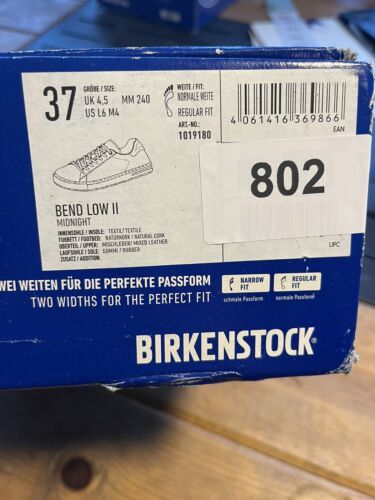 37
GRÖßE / SIZE:
UK 4,5 MM 240
US L6 M4
WEITE / FIT:
NORMALE WEITE
REGULAR FIT
ART.-NO.:
1019180
4 061416 369866
EAN
802
BEND LOW II
MIDNIGHT
INNENSOHLE / INSOLE: TEXTIL/ TEXTILE
FUßBETT / FOOTBED: NATURKORK / NATURAL CORK
OBERTEIL / UPPER: MISCHLEDER/ MIXED LEATHER
LAUFSOHLE / SOLE: GUMMI / RUBBER
ZUSATZ / ADDITION:
UPC
WEI WEITEN FÜR DIE PERFEKTE PASSFORM
TWO WIDTHS FOR THE PERFECT FIT
NARROW
FIT
schmale Passform
REGULAR
FIT
normale Passform
BIRKENSTOCK®